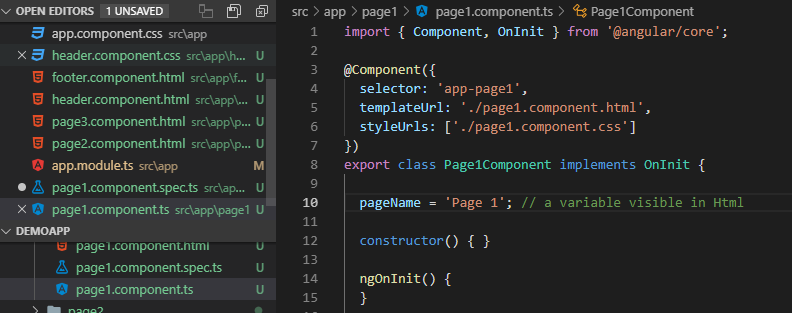 OPEN EDITORS 1 UNSAVED
app.component.css src\app
header.component.css src\app\h... U
footer.component.html src\app\f... U
header.component.html src\app\... U
page3.component.html src\app\p... U
page2.component.html src\app\p... U
app.module.ts src\app M
page1.component.spec.ts src\ap... U
page1.component.ts src\app\page1 U
DEMOAPP
page1.component.html U
page1.component.spec.ts U
page1.component.ts U
page2
src > app > page1 > page1.component.ts > Page1Component
1 import { Component, OnInit } from '@angular/core';
2
3 @Component({
4 selector: 'app-page1',
5 templateUrl: './page1.component.html',
6 styleUrls: ['./page1.component.css']
7 })
8 export class Page1Component implements OnInit {
9
10 pageName = 'Page 1'; // a variable visible in Html
11
12 constructor() { }
13
14 ngOnInit() {
15 }